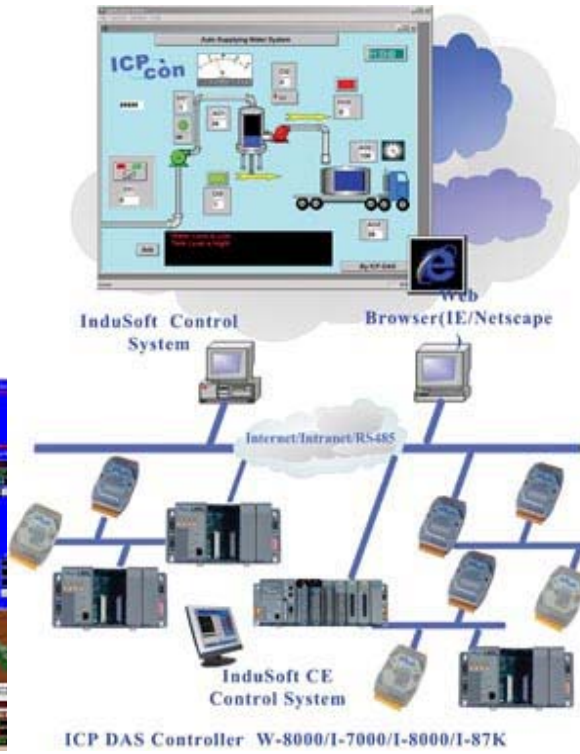 Auto Supplying Water System
ICP
con
By ICP DAS
InduSoft Control
System
Web
Browser(IE/Netscape
)
Internet/Intranet/RS485
InduSoft CE
Control System
ICP DAS Controller W-8000/I-7000/I-8000/I-87K